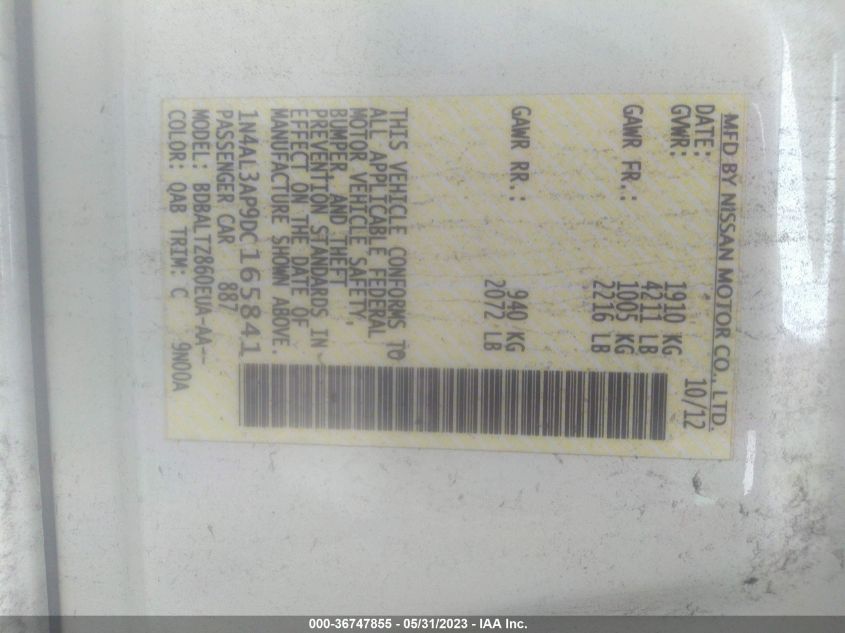 MFD BY NISSAN MOTOR CO., LTD.
DATE: 10/12
GVWR: 1910 KG
4211 LB
GAWR FR.: 1005 KG
2216 LB
GAWR RR.: 940 KG
2072 LB
THIS VEHICLE CONFORMS TO
ALL APPLICABLE FEDERAL
MOTOR VEHICLE SAFETY,
BUMPER, AND THEFT
PREVENTION STANDARDS IN
EFFECT ON THE DATE OF
MANUFACTURE SHOWN ABOVE.
1N4AL3AP9DC165841
PASSENGER CAR 887
MODEL: BDBALTZ860EUA-AA--
COLOR: QAB TRIM: C 9N00A
000-36747855 - 05/31/2023 - IAA Inc.